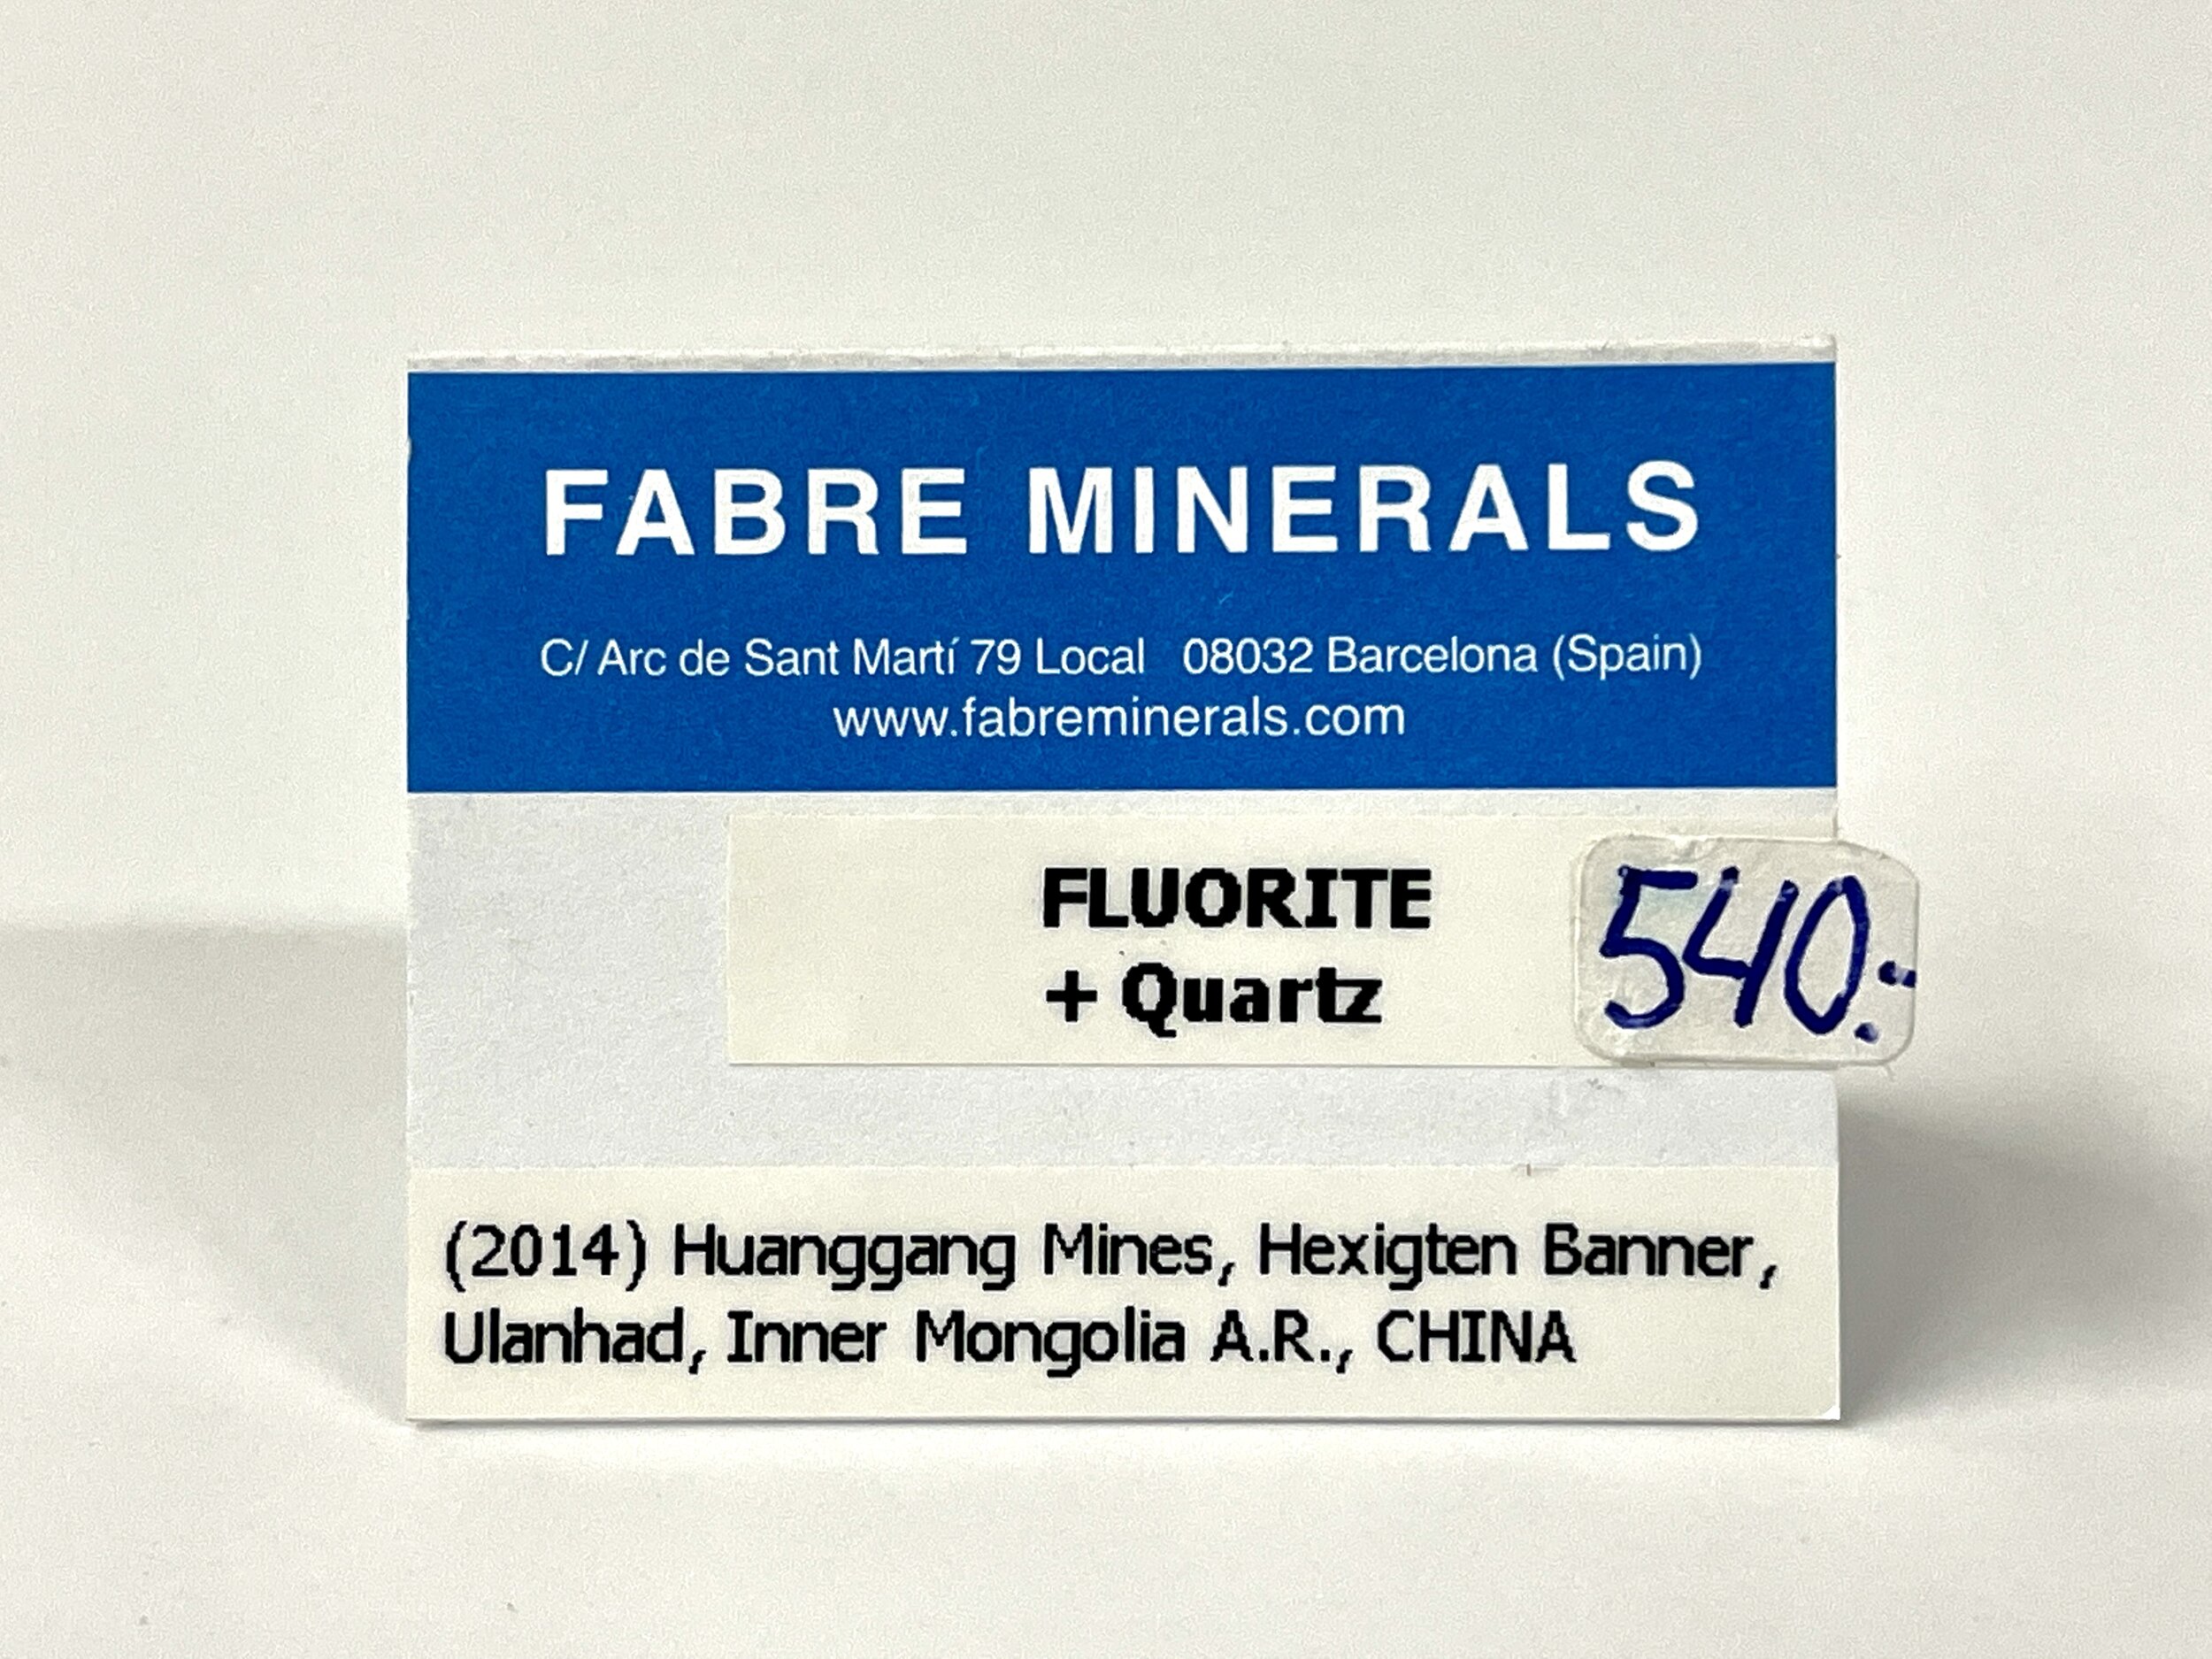 FABRE MINERALS
C/ Arc de Sant Martí 79 Local 08032 Barcelona (Spain)
www.fabreminerals.com
FLUORITE
+ Quartz
540.-
(2014) Huanggang Mines, Hexigten Banner,
Ulanhad, Inner Mongolia A.R., CHINA